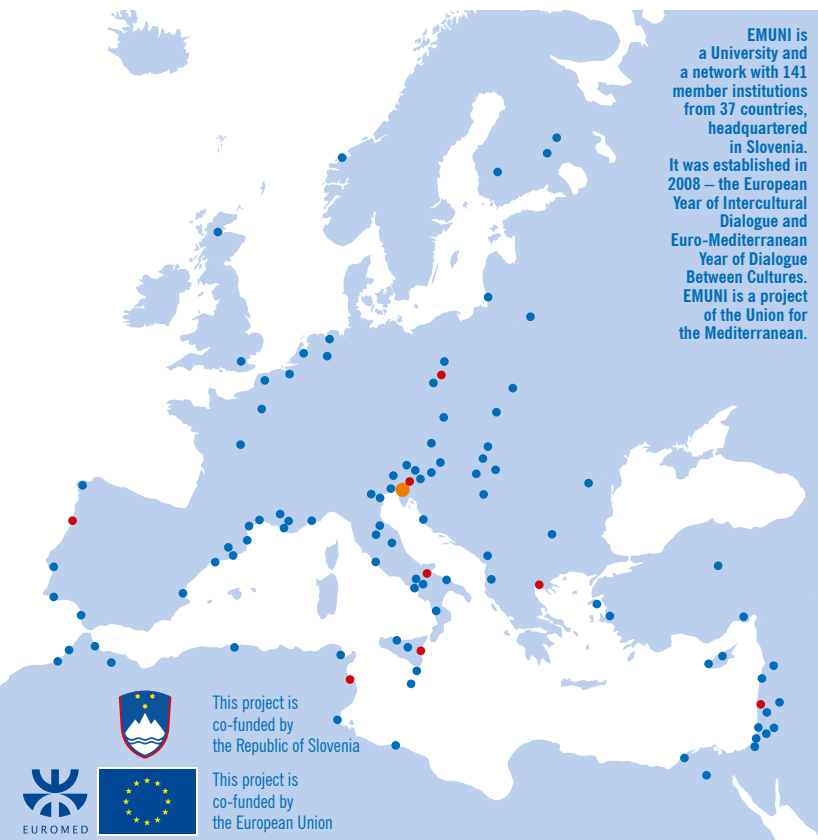 EMUNI is
a University and
a network with 141
member institutions
from 37 countries,
headquartered
in Slovenia.
It was established in
2008 – the European
Year of Intercultural
Dialogue and
Euro-Mediterranean
Year of Dialogue
Between Cultures.
EMUNI is a project
of the Union for
the Mediterranean.
This project is
co-funded by
the Republic of Slovenia
This project is
co-funded by
the European Union
EUROMED